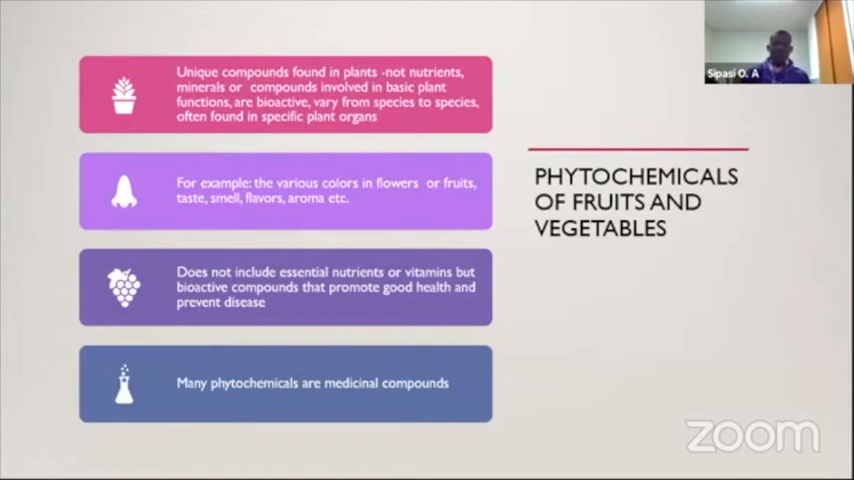 Unique compounds found in plants -not nutrients,
minerals or compounds involved in basic plant
functions, are bioactive, vary from species to species,
often found in specific plant organs
For example: the various colors in flowers or fruits,
taste, smell, flavors, aroma etc.
Does not include essential nutrients or vitamins but
bioactive compounds that promote good health and
prevent disease
Many phytochemicals are medicinal compounds
PHYTOCHEMICALS
OF FRUITS AND
VEGETABLES
Sipasi O. A
zoom